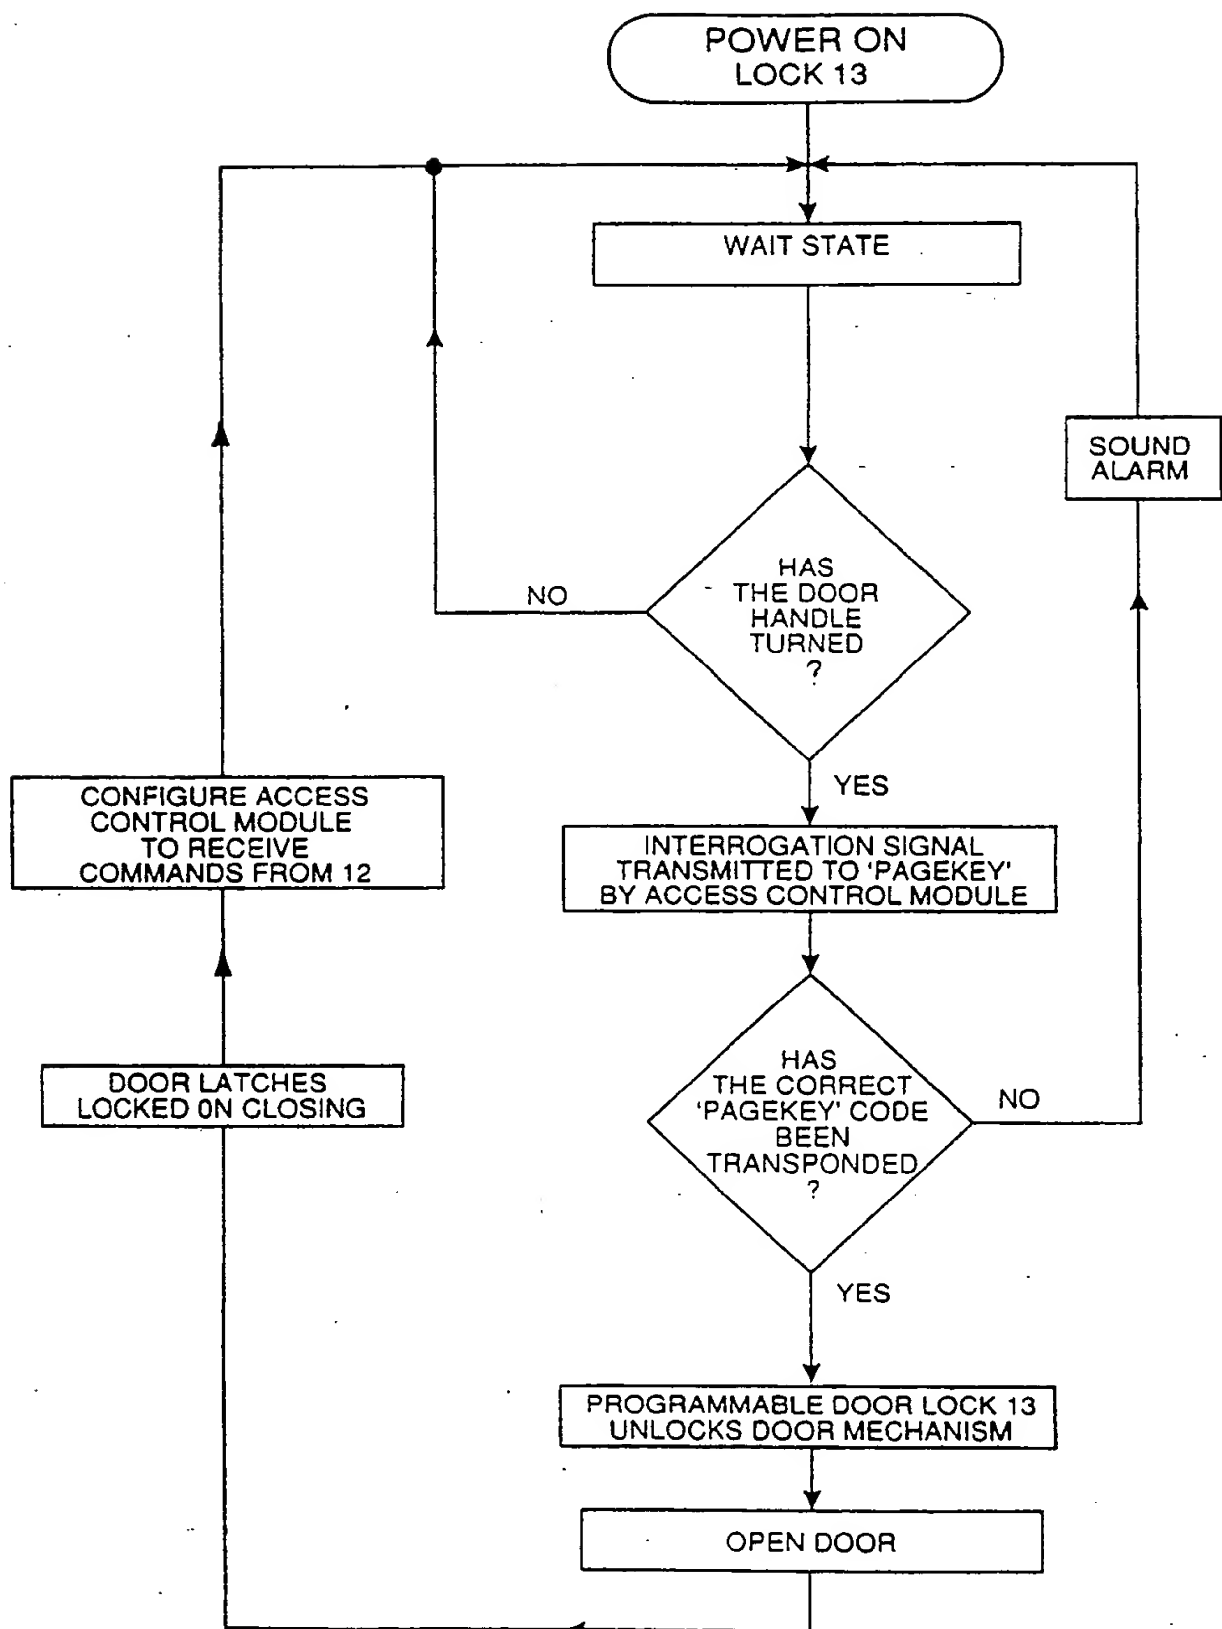 POWER ON
LOCK 13
WAIT STATE
SOUND
ALARM
HAS
THE DOOR
HANDLE
TURNED
?
NO
YES
CONFIGURE ACCESS
CONTROL MODULE
TO RECEIVE
COMMANDS FROM 12
INTERROGATION SIGNAL
TRANSMITTED TO 'PAGEKEY'
BY ACCESS CONTROL MODULE
HAS
THE CORRECT
'PAGEKEY' CODE
BEEN
TRANSPONDED
?
NO
DOOR LATCHES
LOCKED ON CLOSING
YES
PROGRAMMABLE DOOR LOCK 13
UNLOCKS DOOR MECHANISM
OPEN DOOR